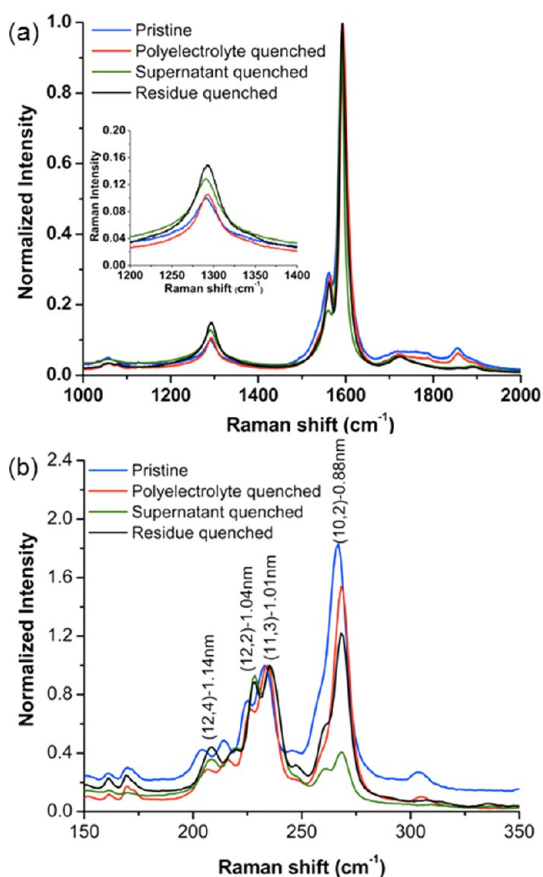 (a)
Pristine
Polyelectrolyte quenched
Supernatant quenched
Residue quenched
Normalized Intensity
1.0
0.8
0.6
0.4
0.2
0.0
Raman Intensity
0.20
0.16
0.12
0.08
0.04
0.00
1200 1250 1300 1350 1400
Raman shift (cm-1)
1000 1200 1400 1600 1800 2000
Raman shift (cm-1)
(b)
Pristine
Polyelectrolyte quenched
Supernatant quenched
Residue quenched
Normalized Intensity
2.4
2.0
1.6
1.2
0.8
0.4
0.0
(12,4)-1.14nm
(12,2)-1.04nm
(11,3)-1.01nm
(10,2)-0.88nm
150 200 250 300 350
Raman shift (cm-1)